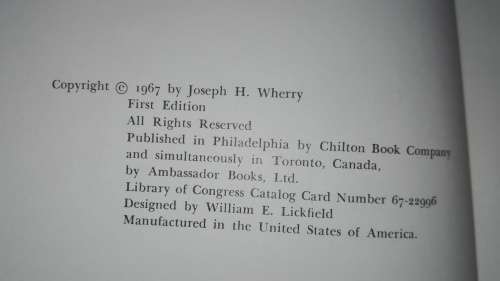 Copyright © 1967 by Joseph H. Wherry
First Edition
All Rights Reserved
Published in Philadelphia by Chilton Book Company
and simultaneously in Toronto, Canada,
by Ambassador Books, Ltd.
Library of Congress Catalog Card Number 67-22996
Designed by William E. Lickfield
Manufactured in the United States of America.